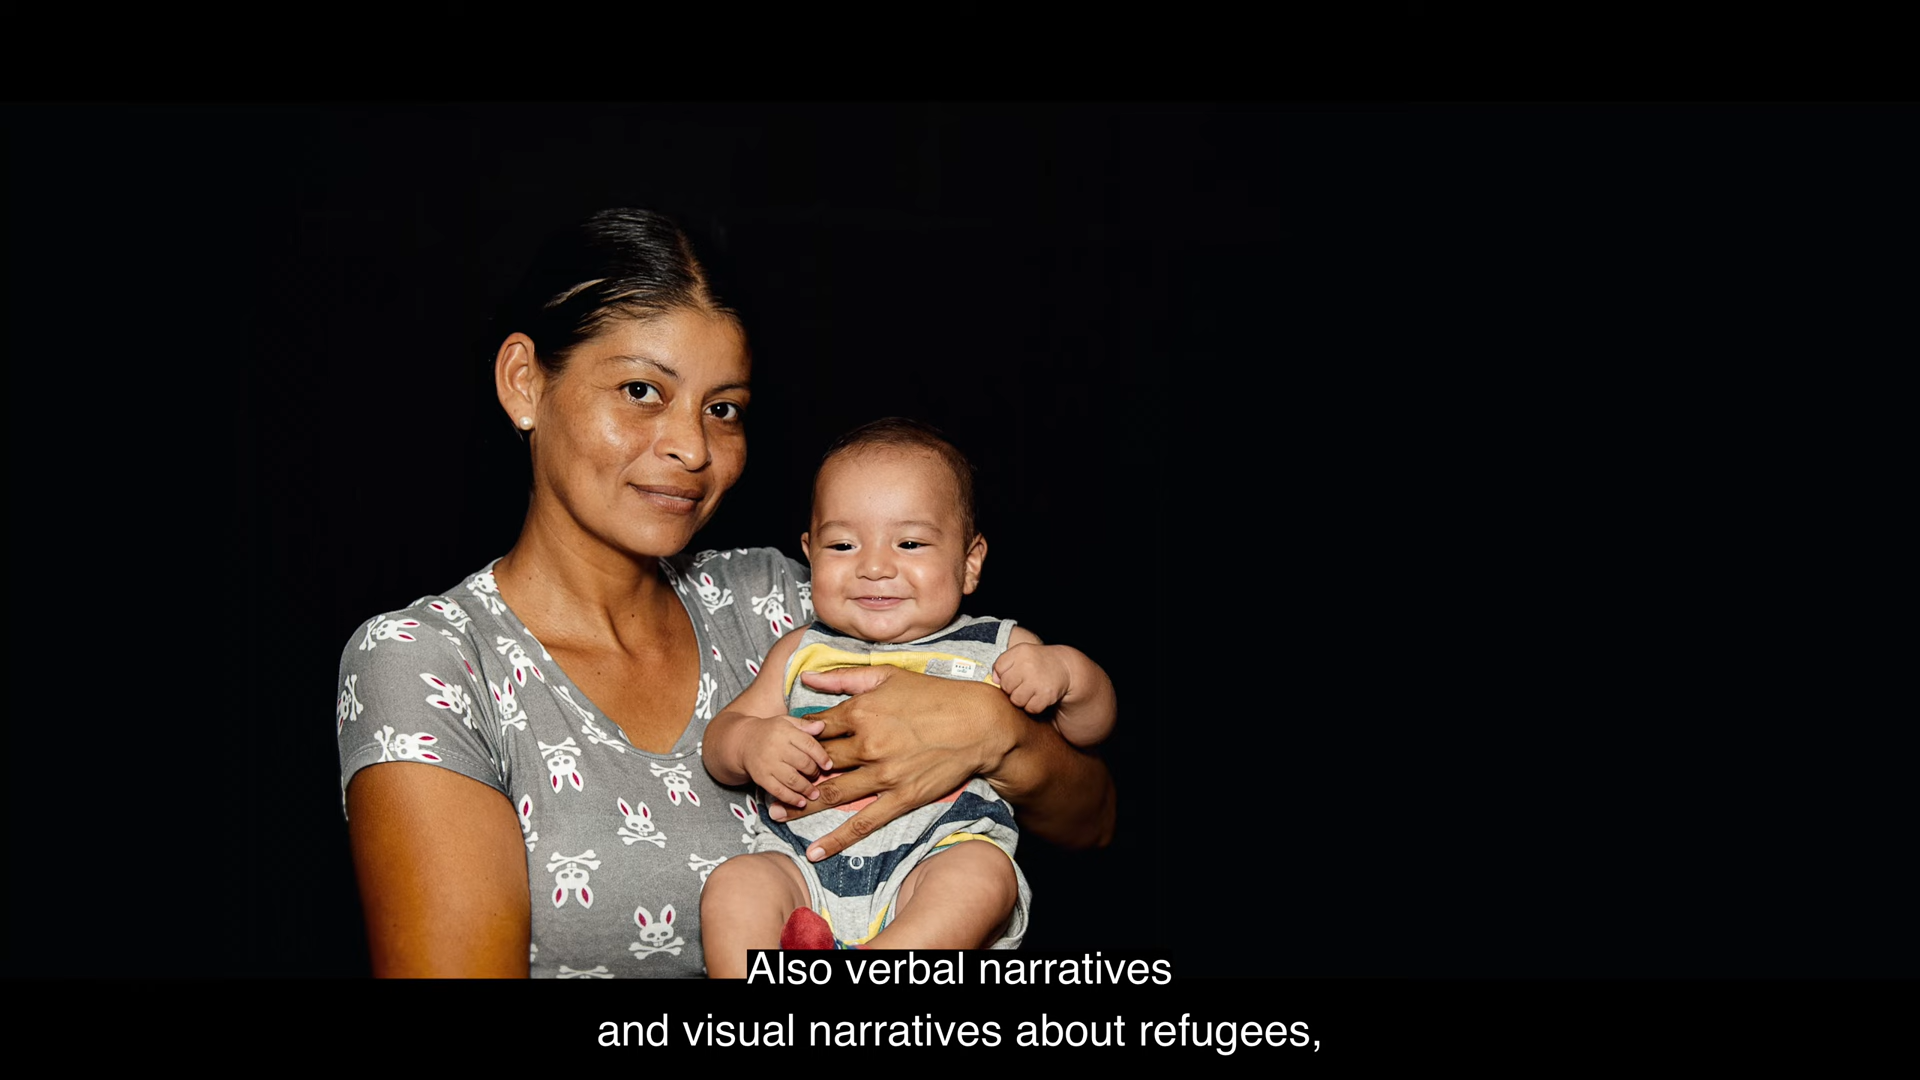 Also verbal narratives
and visual narratives about refugees,